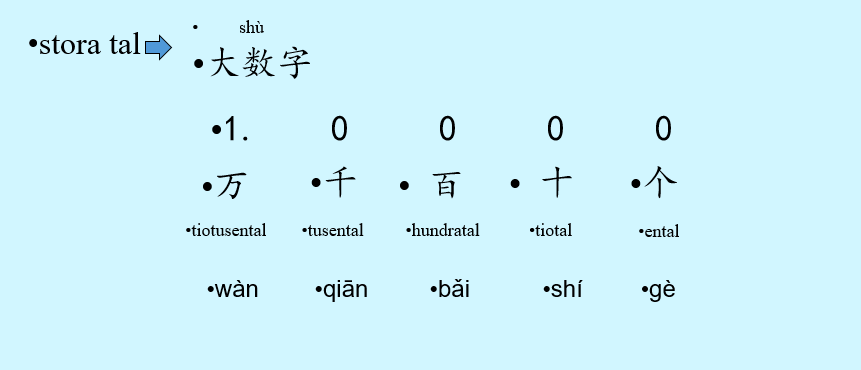 •stora tal
• shù
•大数字
•1. 0 0 0 0
•万 •千 • 百 • 十 •个
•tiotusental •tusental •hundratal •tiotal •ental
•wàn •qiān •bǎi •shí •gè